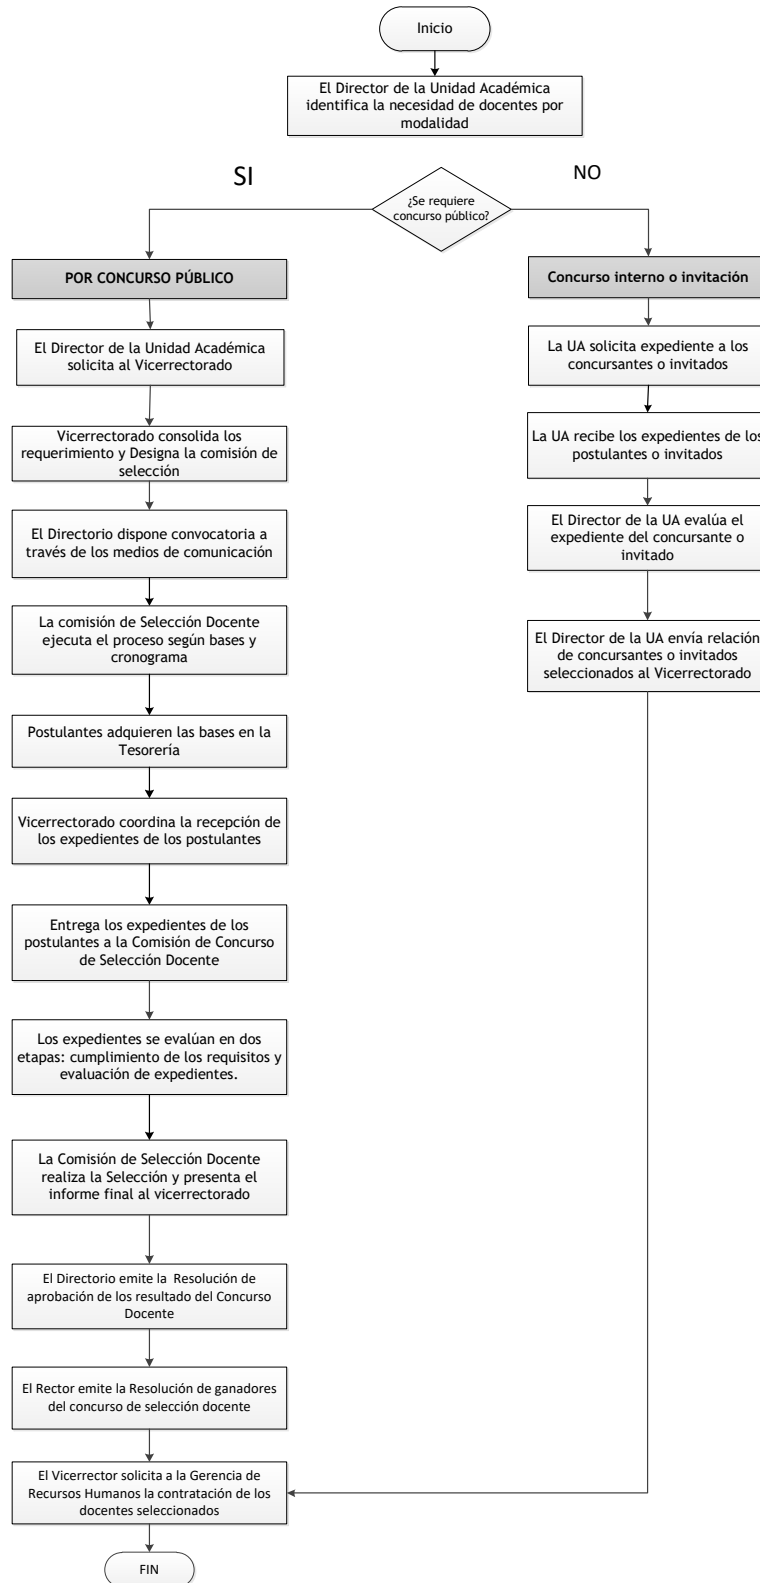 Inicio
El Director de la Unidad Académica
identifica la necesidad de docentes por
modalidad
SI
NO
¿Se requiere
concurso público?
POR CONCURSO PÚBLICO
El Director de la Unidad Académica
solicita al Vicerrectorado
Vicerrectorado consolida los
requerimiento y Designa la comisión de
selección
El Directorio dispone convocatoria a
través de los medios de comunicación
La comisión de Selección Docente
ejecuta el proceso según bases y
cronograma
Postulantes adquieren las bases en la
Tesorería
Vicerrectorado coordina la recepción de
los expedientes de los postulantes
Entrega los expedientes de los
postulantes a la Comisión de Concurso
de Selección Docente
Los expedientes se evalúan en dos
etapas: cumplimiento de los requisitos y
evaluación de expedientes.
La Comisión de Selección Docente
realiza la Selección y presenta el
informe final al vicerrectorado
El Directorio emite la Resolución de
aprobación de los resultado del Concurso
Docente
El Rector emite la Resolución de ganadores
del concurso de selección docente
El Vicerrector solicita a la Gerencia de
Recursos Humanos la contratación de los
docentes seleccionados
FIN
Concurso interno o invitación
La UA solicita expediente a los
concursantes o invitados
La UA recibe los expedientes de los
postulantes o invitados
El Director de la UA evalúa el
expediente del concursante o
invitado
El Director de la UA envía relación
de concursantes o invitados
seleccionados al Vicerrectorado